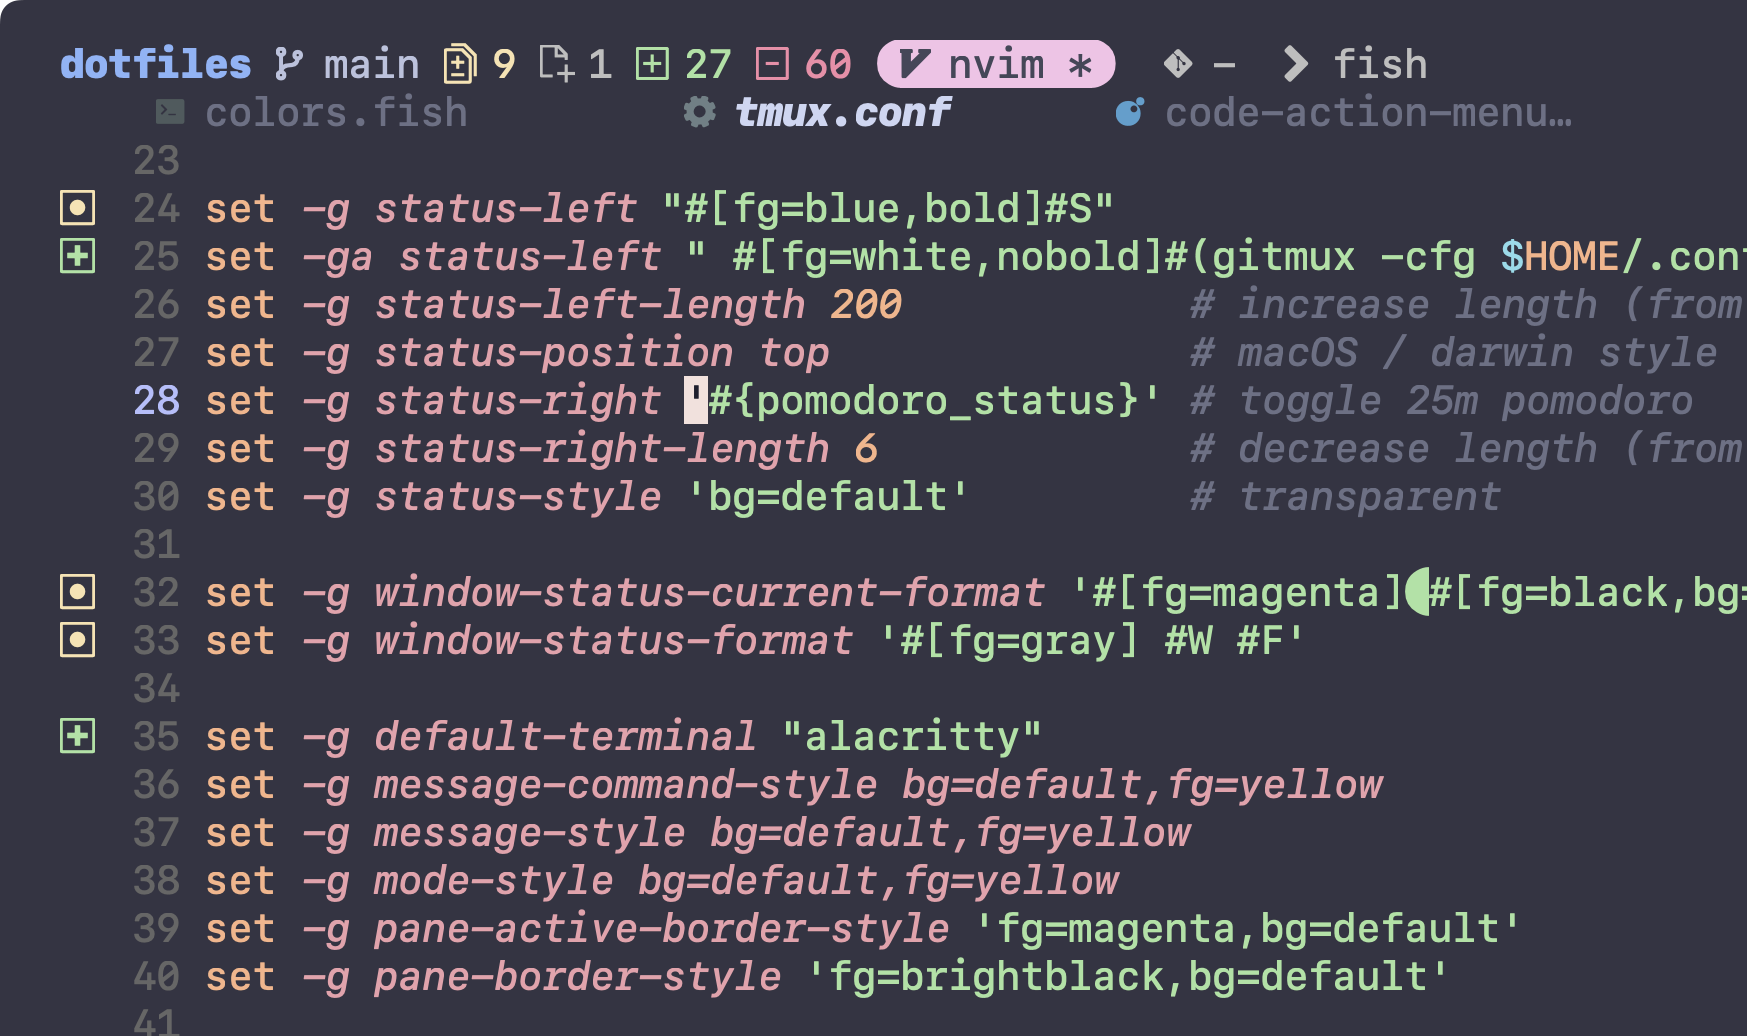 dotfiles main 9 1 27 60 nvim * - fish
colors.fish tmux.conf code-action-menu…
23
24 set -g status-left "#[fg=blue,bold]#S"
25 set -ga status-left " #[fg=white,nobold]#(gitmux -cfg $HOME/.conf
26 set -g status-left-length 200 # increase length (from
27 set -g status-position top # macOS / darwin style
28 set -g status-right '#{pomodoro_status}' # toggle 25m pomodoro
29 set -g status-right-length 6 # decrease length (from
30 set -g status-style 'bg=default' # transparent
31
32 set -g window-status-current-format '#[fg=magenta]#[fg=black,bg=
33 set -g window-status-format '#[fg=gray] #W #F'
34
35 set -g default-terminal "alacritty"
36 set -g message-command-style bg=default,fg=yellow
37 set -g message-style bg=default,fg=yellow
38 set -g mode-style bg=default,fg=yellow
39 set -g pane-active-border-style 'fg=magenta,bg=default'
40 set -g pane-border-style 'fg=brightblack,bg=default'
41